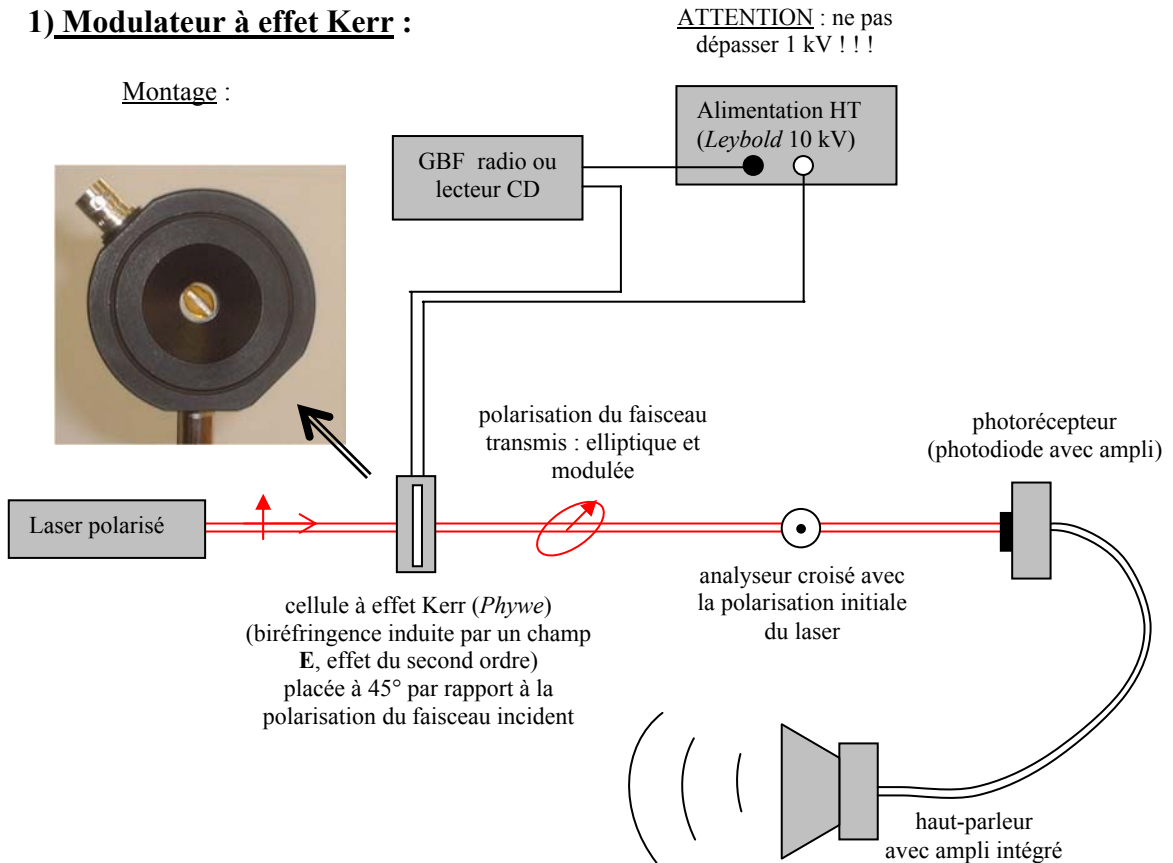 1) Modulateur à effet Kerr :
ATTENTION : ne pas
dépasser 1 kV ! ! !
Montage :
Alimentation HT
(Leybold 10 kV)
GBF radio ou
lecteur CD
polarisation du faisceau
transmis : elliptique et
modulée
photorécepteur
(photodiode avec ampli)
Laser polarisé
cellule à effet Kerr (Phywe)
(biréfringence induite par un champ
E, effet du second ordre)
placée à 45° par rapport à la
polarisation du faisceau incident
analyseur croisé avec
la polarisation initiale
du laser
haut-parleur
avec ampli intégré